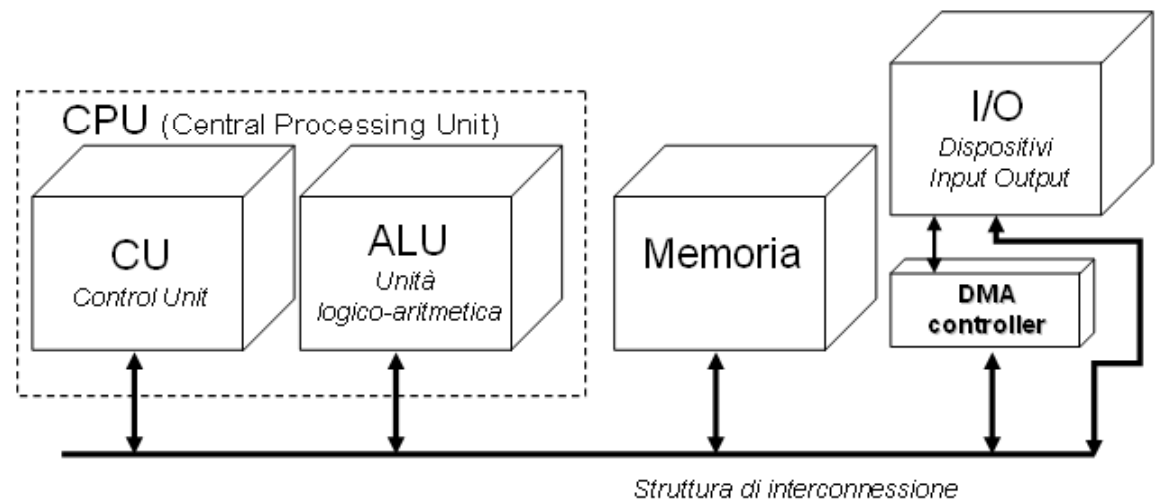 CPU (Central Processing Unit)
CU
Control Unit
ALU
Unità
logico-aritmetica
Memoria
I/O
Dispositivi
Input Output
DMA
controller
Struttura di interconnessione